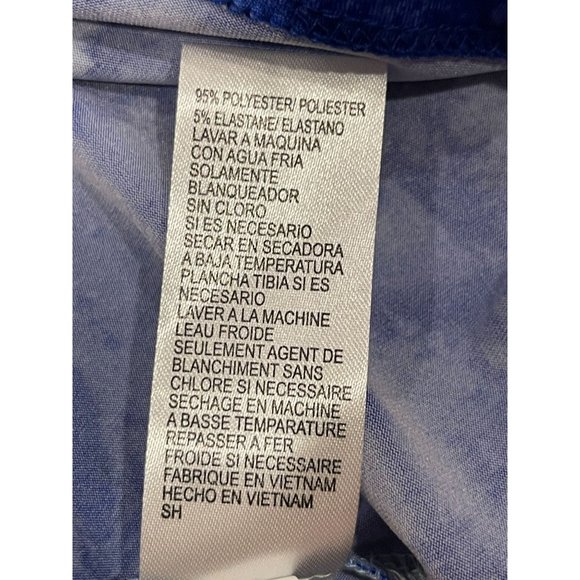 95% POLYESTER/ POLIESTER
5% ELASTANE/ ELASTANO
LAVAR A MAQUINA
CON AGUA FRIA
SOLAMENTE
BLANQUEADOR
SIN CLORO
SI ES NECESARIO
SECAR EN SECADORA
A BAJA TEMPERATURA
PLANCHA TIBIA SI ES
NECESARIO
LAVER A LA MACHINE
LEAU FROIDE
SEULEMENT AGENT DE
BLANCHIMENT SANS
CHLORE SI NECESSAIRE
SECHAGE EN MACHINE
A BASSE TEMPARATURE
REPASSER A FER
FROIDE SI NECESSAIRE
FABRIQUE EN VIETNAM
HECHO EN VIETNAM
SH